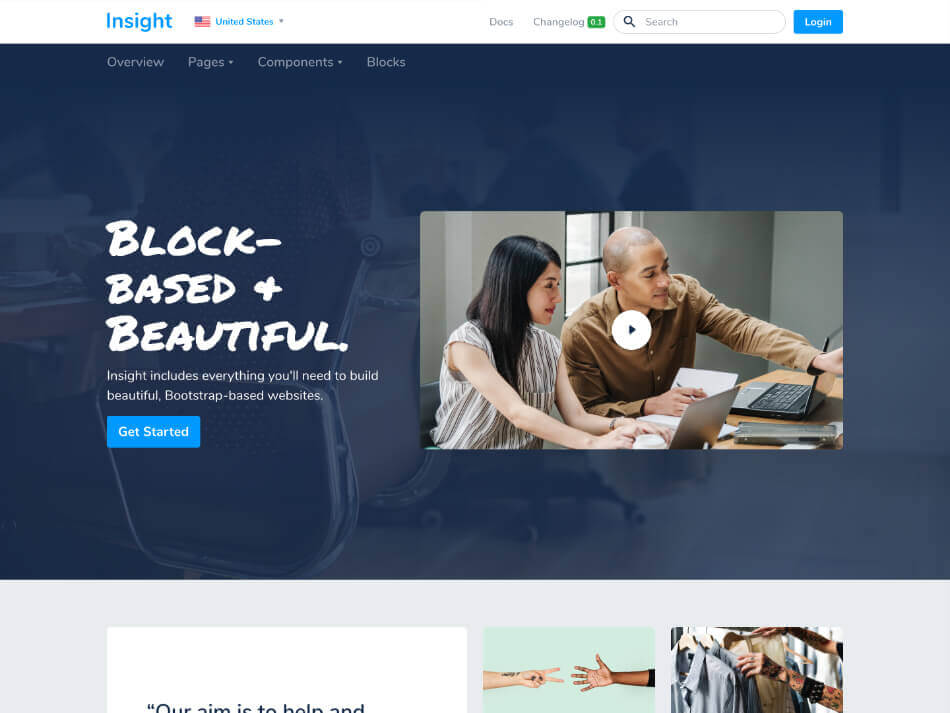 Insight
United States
Docs
Changelog 0.1
Search
Login
Overview
Pages
Components
Blocks
Block-
based &
Beautiful.
Insight includes everything you'll need to build
beautiful, Bootstrap-based websites.
Get Started
“Our aim is to help and